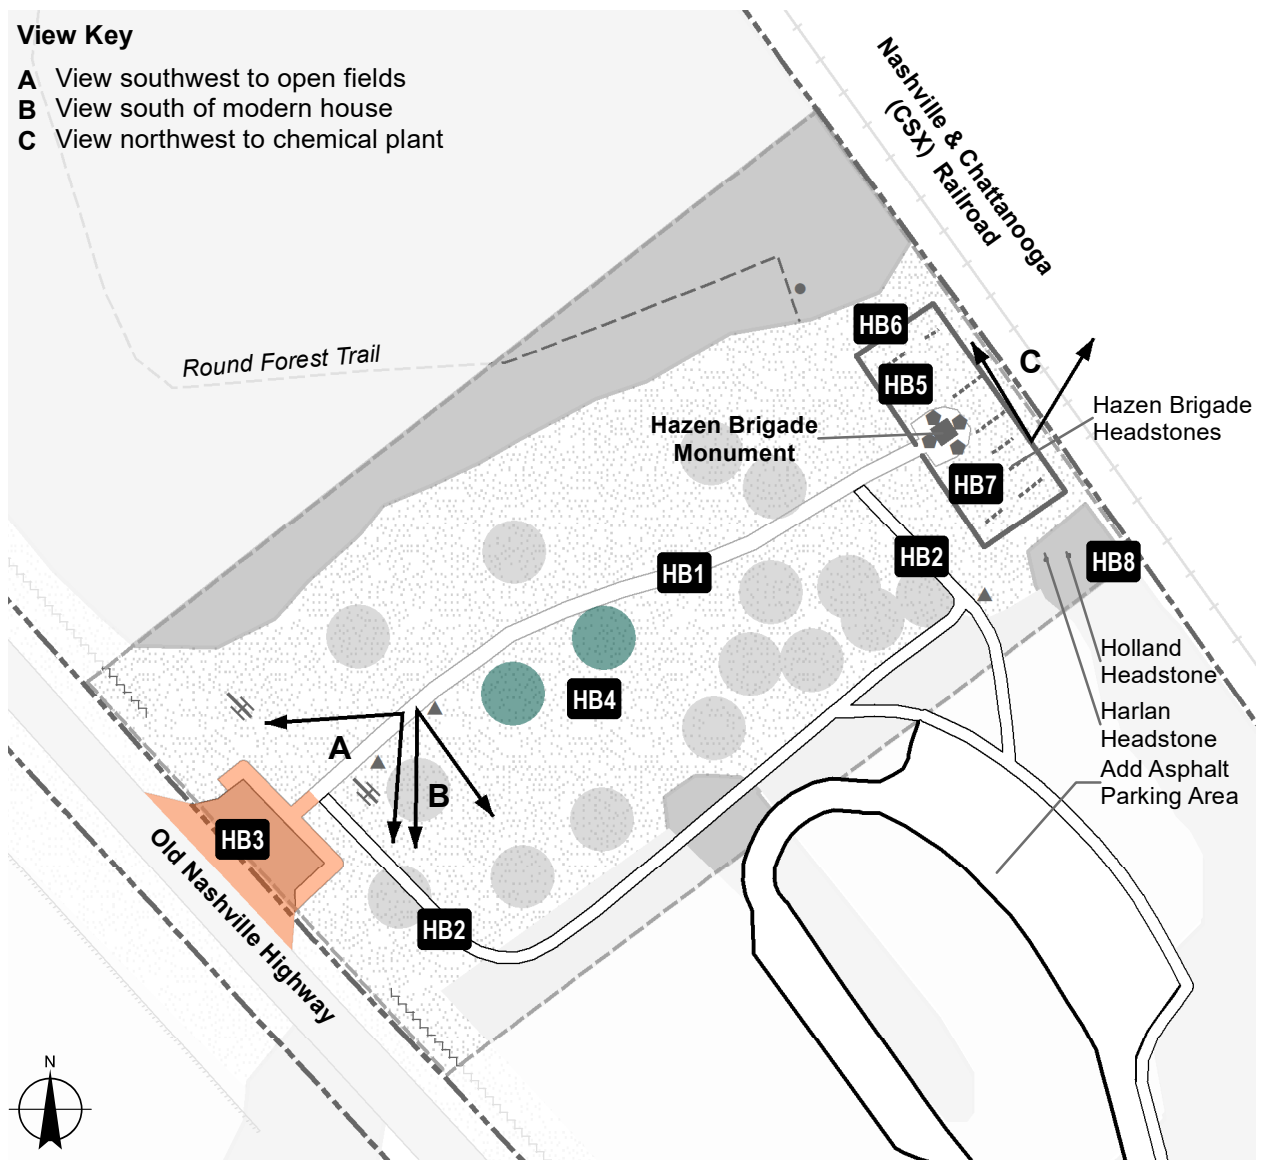 View Key
A View southwest to open fields
B View south of modern house
C View northwest to chemical plant
Nashville & Chattanooga
(CSX) Railroad
Round Forest Trail
HB6
C
HB5
Hazen Brigade
Headstones
Hazen Brigade
Monument
HB7
HB2
HB8
HB1
Holland
Headstone
HB4
Harlan
Headstone
A
Add Asphalt
Parking Area
B
HB3
Old Nashville Highway
HB2
N